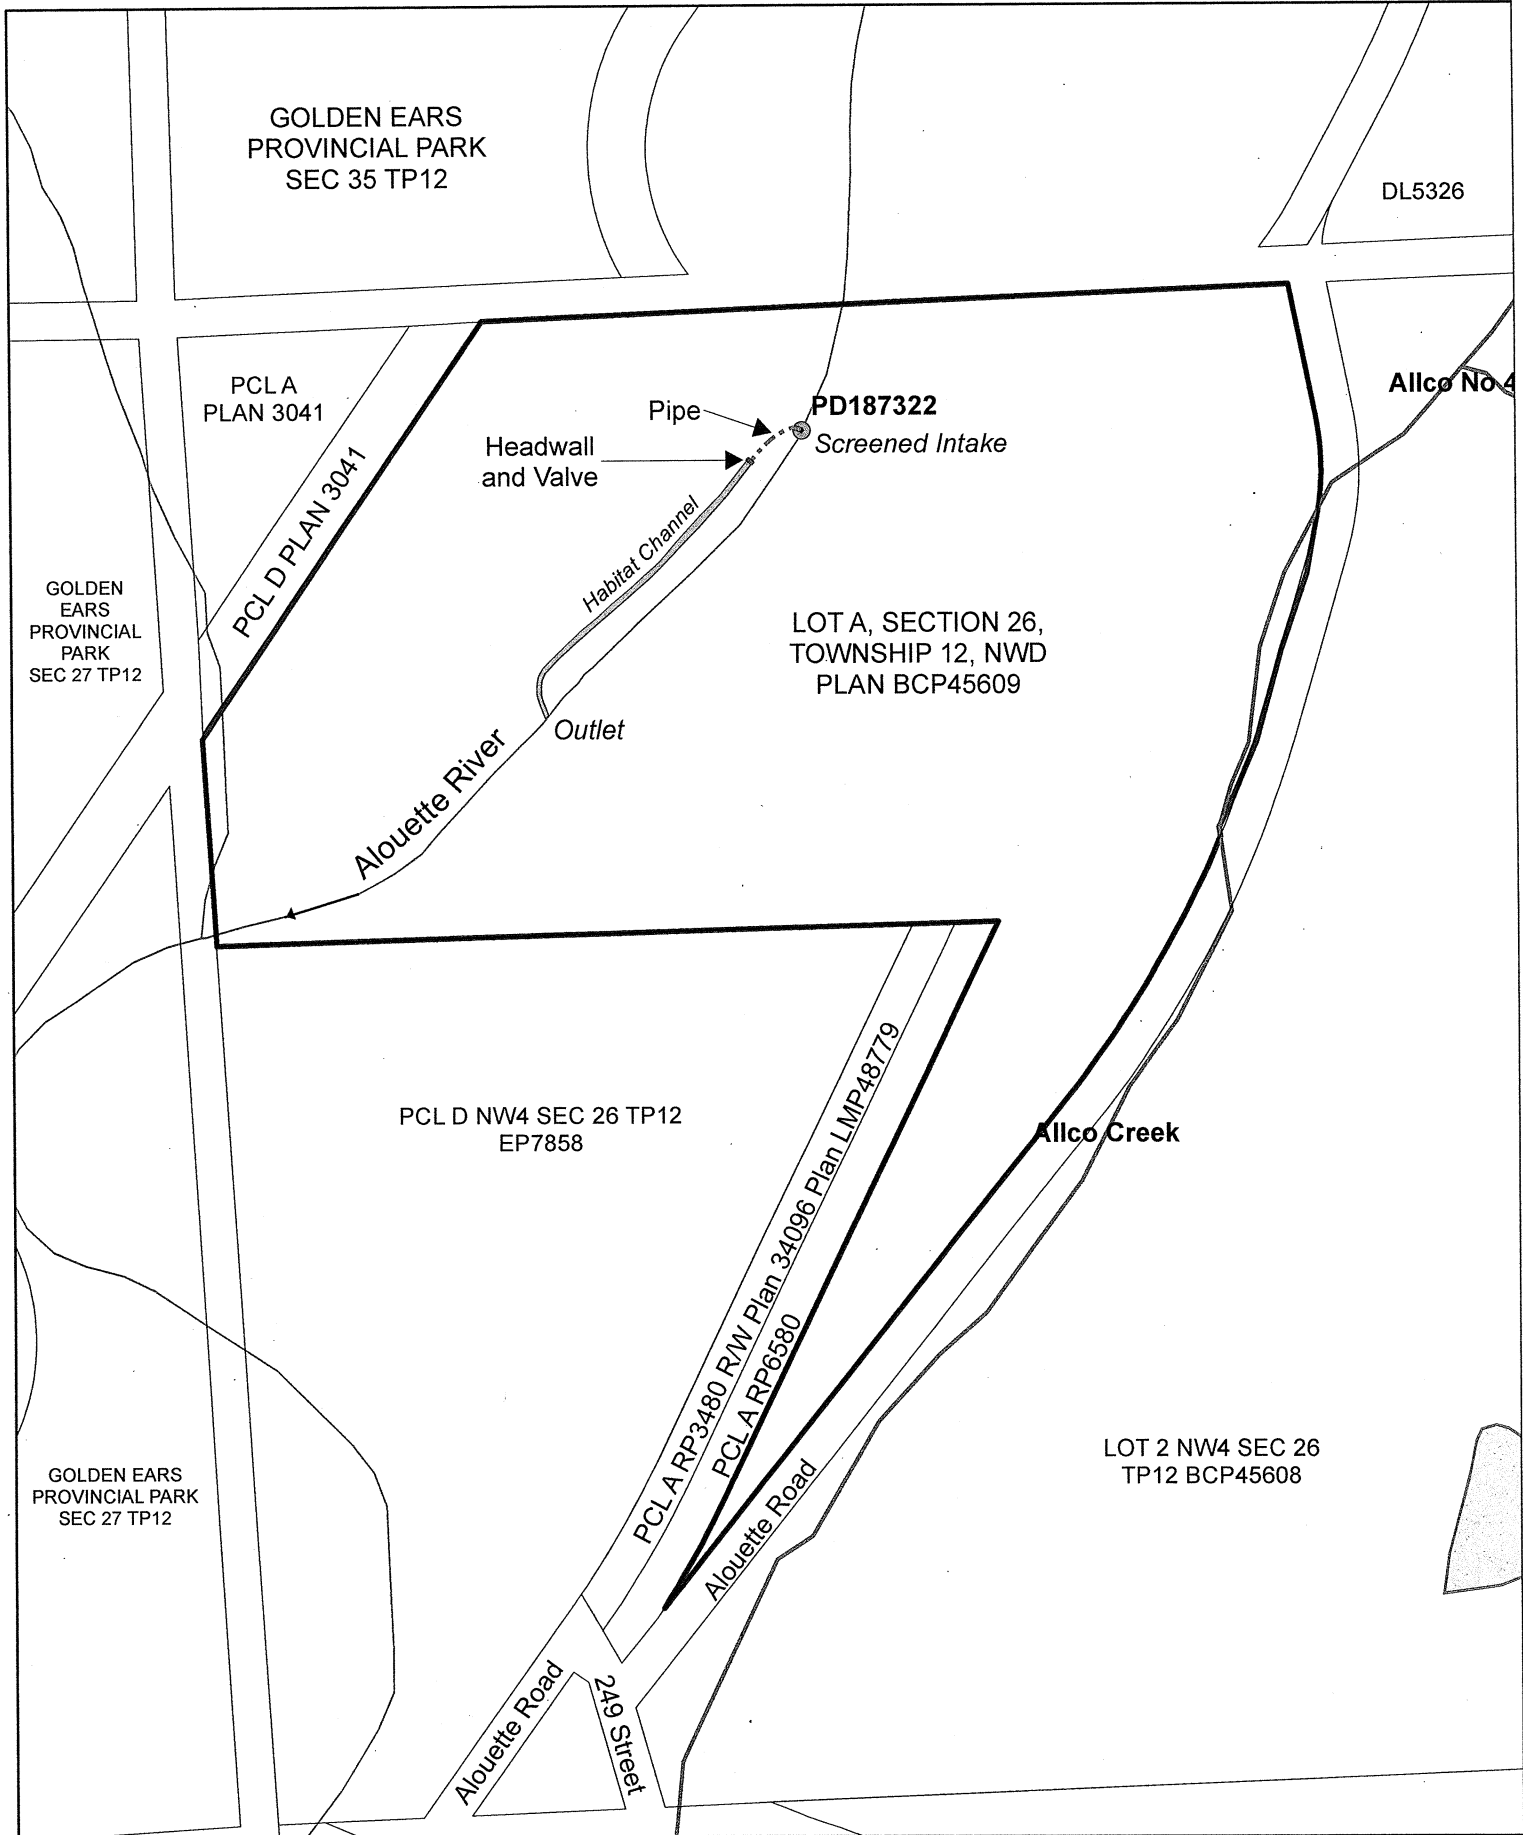 GOLDEN EARS
PROVINCIAL PARK
SEC 35 TP12
DL5326
PCL A
PLAN 3041
PCL D PLAN 3041
Allco No 4
Pipe
PD187322
Screened Intake
Headwall
and Valve
Habitat Channel
GOLDEN
EARS
PROVINCIAL
PARK
SEC 27 TP12
LOT A, SECTION 26,
TOWNSHIP 12, NWD
PLAN BCP45609
Outlet
Alouette River
PCL D NW4 SEC 26 TP12
EP7858
PCL A RP3480 R/W Plan 34096 Plan LMP48779
PCL A RP6580
Allco Creek
GOLDEN EARS
PROVINCIAL PARK
SEC 27 TP12
LOT 2 NW4 SEC 26
TP12 BCP45608
Alouette Road
Alouette Road
249 Street